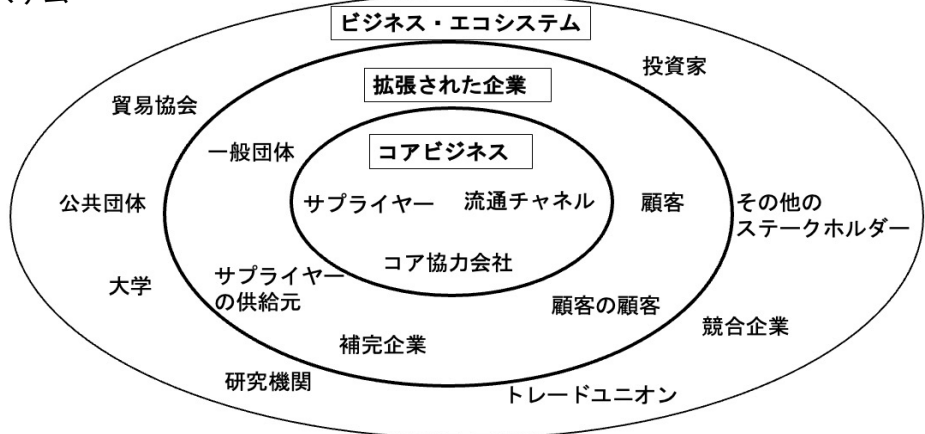 ビジネス・エコシステム
投資家
拡張された企業
貿易協会
一般団体
コアビジネス
公共団体
サプライヤー
流通チャネル
顧客
その他の
ステークホルダー
コア協力会社
大学
サプライヤー
の供給元
顧客の顧客
競合企業
補完企業
研究機関
トレードユニオン